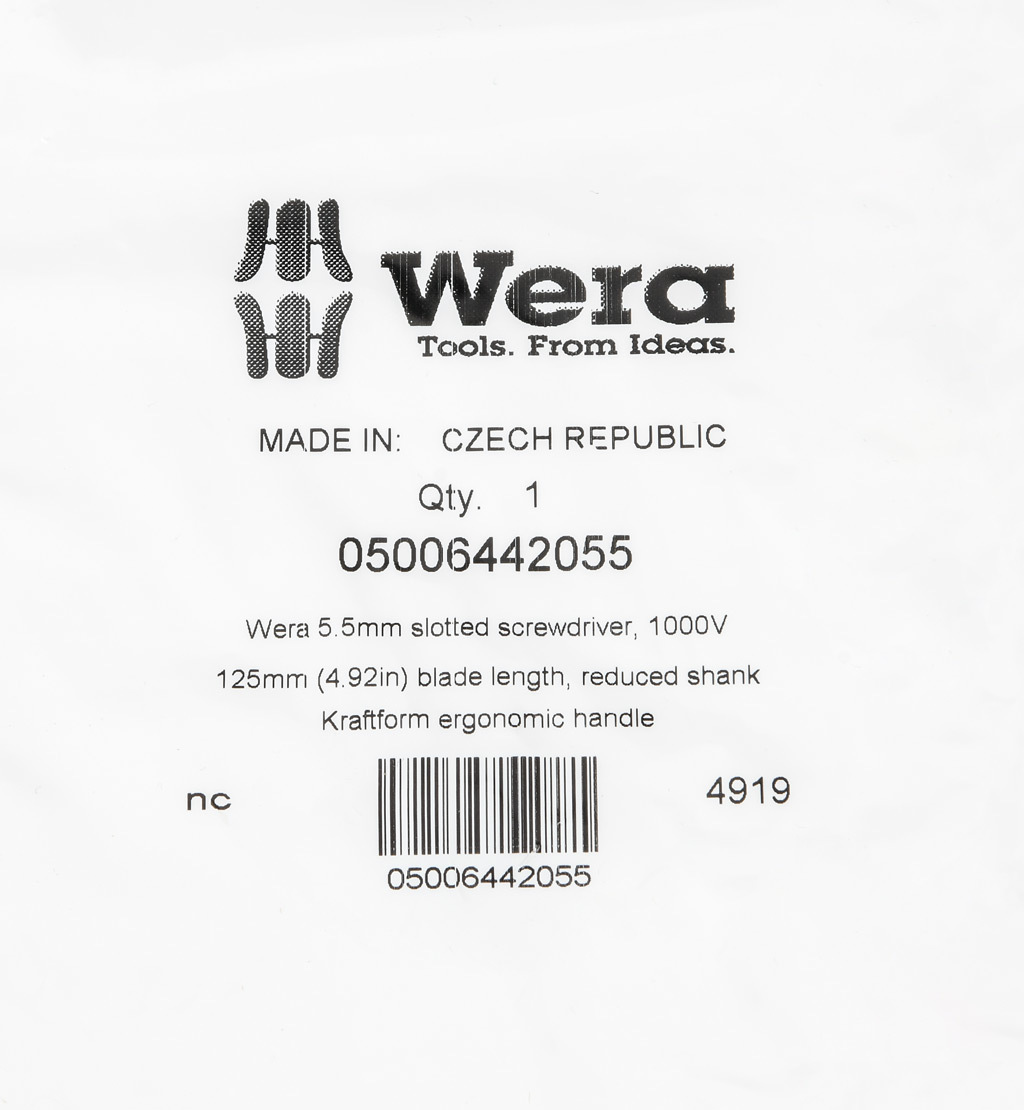 Wera
Tools. From Ideas.
MADE IN: CZECH REPUBLIC
Qty. 1
05006442055
Wera 5.5mm slotted screwdriver, 1000V
125mm (4.92in) blade length, reduced shank
Kraftform ergonomic handle
nc 4919
05006442055